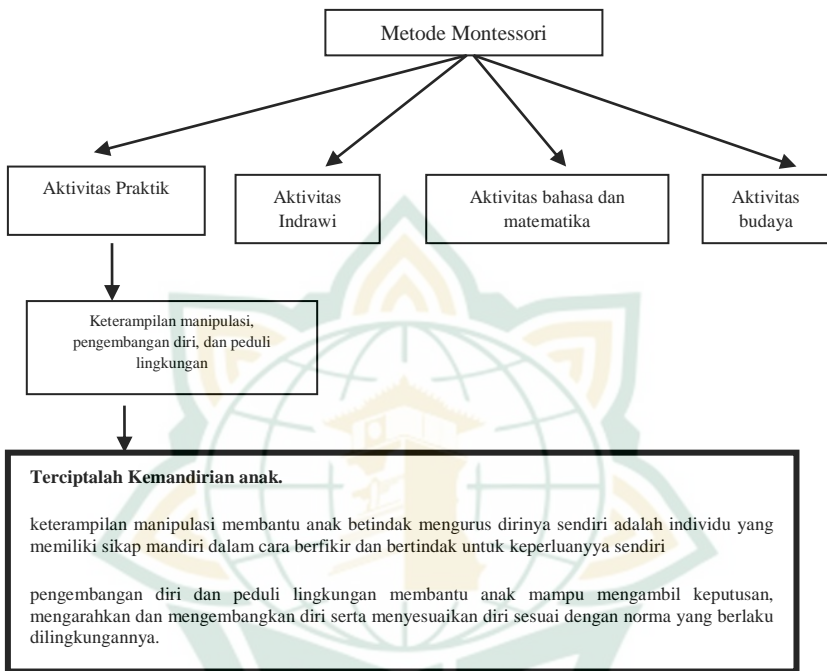 Metode Montessori
Aktivitas Praktik
Aktivitas
Indrawi
Aktivitas bahasa dan
matematika
Aktivitas
budaya
Keterampilan manipulasi,
pengembangan diri, dan peduli
lingkungan
Terciptalah Kemandirian anak.
keterampilan manipulasi membantu anak betindak mengurus dirinya sendiri adalah individu yang
memiliki sikap mandiri dalam cara berfikir dan bertindak untuk keperluanyya sendiri
pengembangan diri dan peduli lingkungan membantu anak mampu mengambil keputusan,
mengarahkan dan mengembangkan diri serta menyesuaikan diri sesuai dengan norma yang berlaku
dilingkungannya.